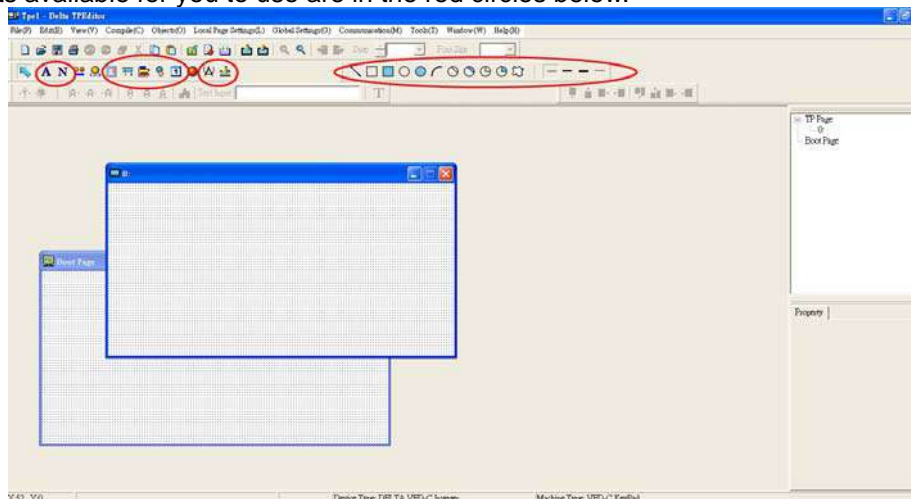 s available for you to use are in the red circles below.
Tpe1 - Delta TPEditor
File(F) Edit(E) View(V) Compile(C) Objects(O) Local Page Settings(L) Global Settings(G) Communication(M) Tools(T) Window(W) Help(H)
A N
T
TP Page
0:
Boot Page
0:
Boot Page
Property
Device Type: DELTA VFD-C Inverter Machine Type: VFD-C KeyPad